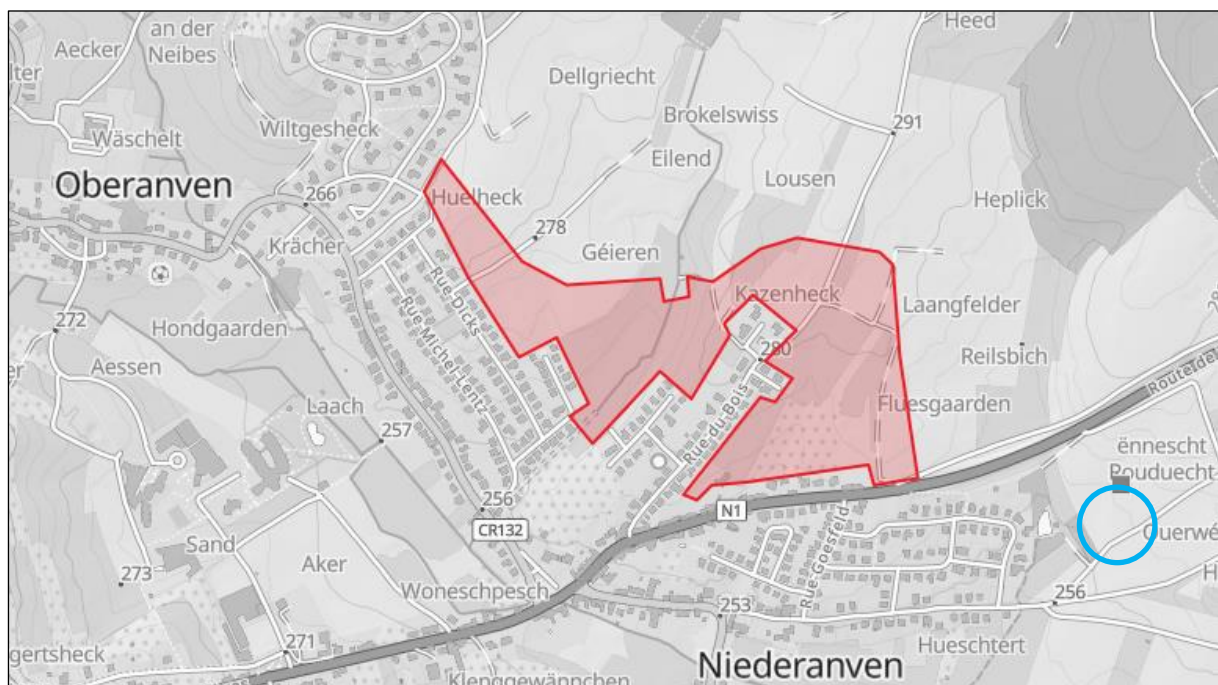 Heed
an der
Neibes
Aecker
Dellgriecht
Brokelswiss
291
Wiltgesheck
Wäschelt
Eilend
Lousen
Oberanven
266
Huelheck
Heplick
278
Krächer
Géieren
Kazenheck
Laangfelder
272
Hondgaarden
Rue Dicks
Rue Michel-Lentz
280
Reilsbich
Aessen
Laach
Fluesgaarden
257
Rue du Bois
ënnescht
Pouduecht
256
N1
CR132
Sand
Rue Goesfeld
Aker
273
Woneschpesch
253
256
271
Hueschtert
Niederanven
Klenggewännchen